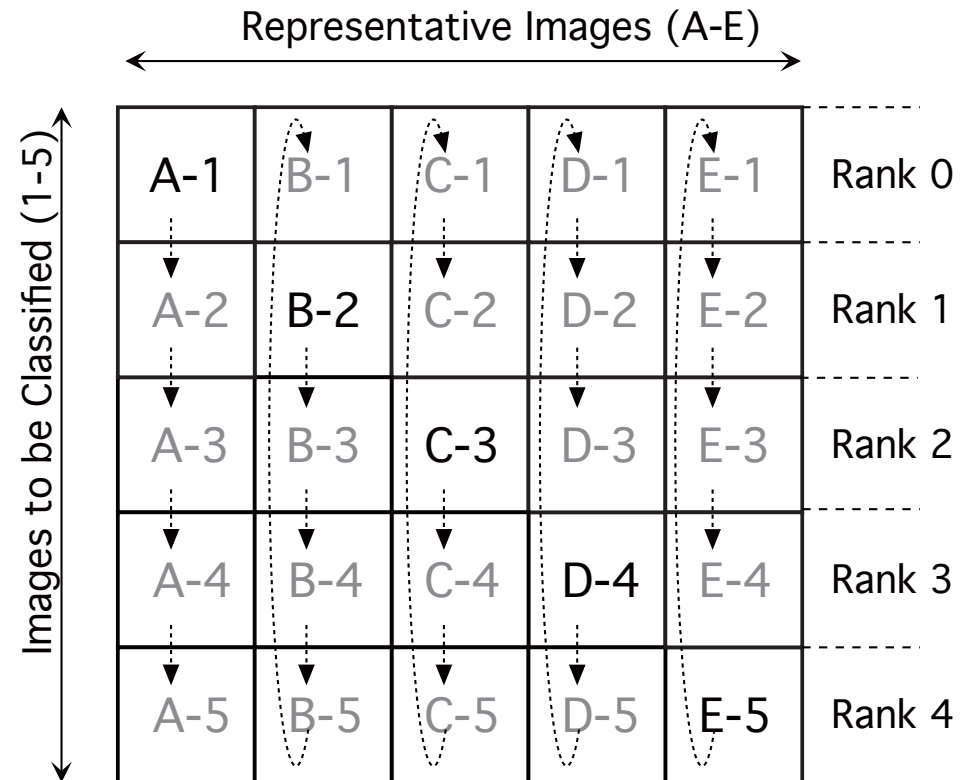 Representative Images (A-E)
Images to be Classified (1-5)
A-1 B-1 C-1 D-1 E-1 Rank 0
A-2 B-2 C-2 D-2 E-2 Rank 1
A-3 B-3 C-3 D-3 E-3 Rank 2
A-4 B-4 C-4 D-4 E-4 Rank 3
A-5 B-5 C-5 D-5 E-5 Rank 4